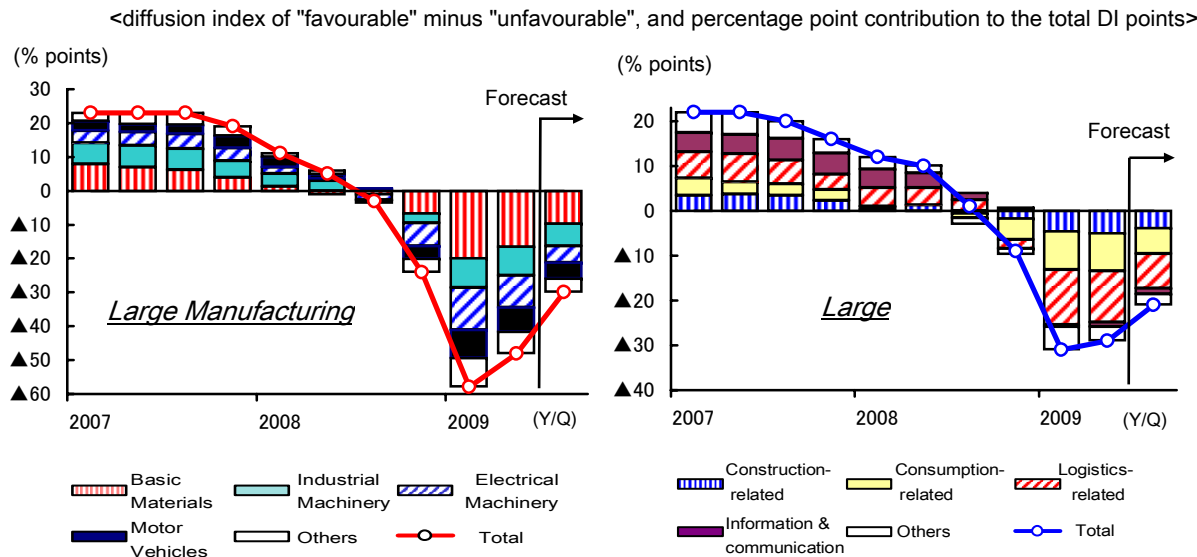 <diffusion index of "favourable" minus "unfavourable", and percentage point contribution to the total DI points>
(% points)
30
20
10
0
▲ 10
▲ 20
▲ 30
▲ 40
▲ 50
▲ 60
Forecast
Large Manufacturing
2007
2008
2009
(Y/Q)
Basic
Materials
Industrial
Machinery
Electrical
Machinery
Motor
Vehicles
Others
Total
(% points)
20
10
0
▲ 10
▲ 20
▲ 30
▲ 40
Forecast
Large
2007
2008
2009
(Y/Q)
Construction-
related
Consumption-
related
Logistics-
related
Information &
communication
Others
Total